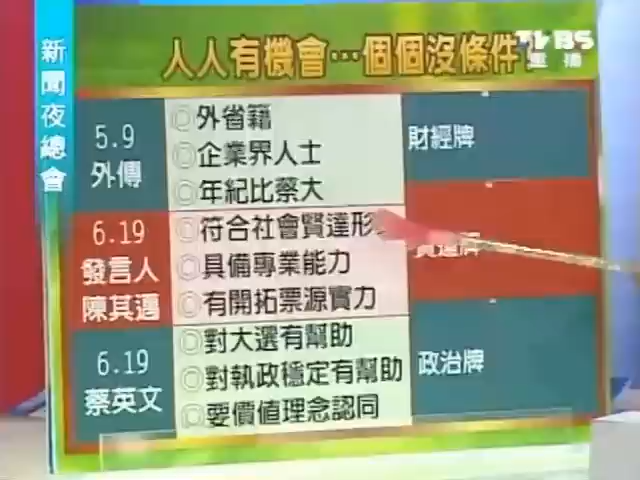 TVBS
重播
新聞夜總會
人人有機會…個個沒條件
5.9
外傳
◎外省籍
◎企業界人士
◎年紀比蔡大
財經牌
6.19
發言人
陳其邁
◎符合社會賢達形
◎具備專業能力
◎有開拓票源實力
牌
6.19
蔡英文
◎對大選有幫助
◎對執政穩定有幫助
◎要價值理念認同
政治牌